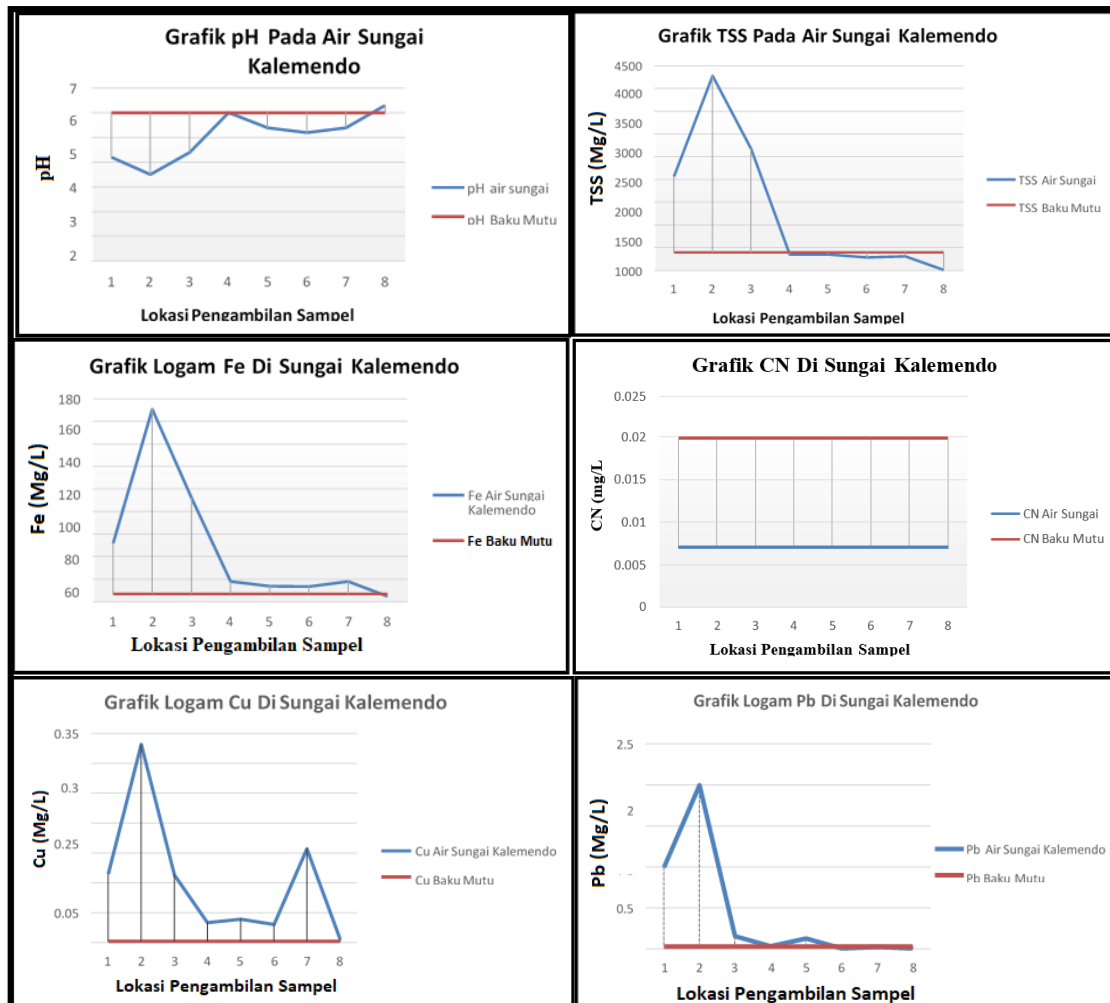 Grafik pH Pada Air Sungai
Kalemendo
7
6
5
4
3
2
pH
1 2 3 4 5 6 7 8
Lokasi Pengambilan Sampel
pH air sungai
pH Baku Mutu
Grafik TSS Pada Air Sungai Kalemendo
4500
4000
3500
3000
2500
2000
1500
1000
TSS (Mg/L)
1 2 3 4 5 6 7 8
Lokasi Pengambilan Sampel
TSS Air Sungai
TSS Baku Mutu
Grafik Logam Fe Di Sungai Kalemendo
180
160
140
120
100
80
60
Fe (Mg/L)
1 2 3 4 5 6 7 8
Lokasi Pengambilan Sampel
Fe Air Sungai
Kalemendo
Fe Baku Mutu
Grafik CN Di Sungai Kalemendo
0.025
0.02
0.015
0.01
0.005
0
CN (mg/L
1 2 3 4 5 6 7 8
Lokasi Pengambilan Sampel
CN Air Sungai
CN Baku Mutu
Grafik Logam Cu Di Sungai Kalemendo
0.35
0.3
0.25
0.05
Cu (Mg/L)
1 2 3 4 5 6 7 8
Lokasi Pengambilan Sampel
Cu Air Sungai Kalemendo
Cu Baku Mutu
Grafik Logam Pb Di Sungai Kalemendo
2.5
2
0.5
Pb (Mg/L)
1 2 3 4 5 6 7 8
Lokasi Pengambilan Sampel
Pb Air Sungai Kalemendo
Pb Baku Mutu